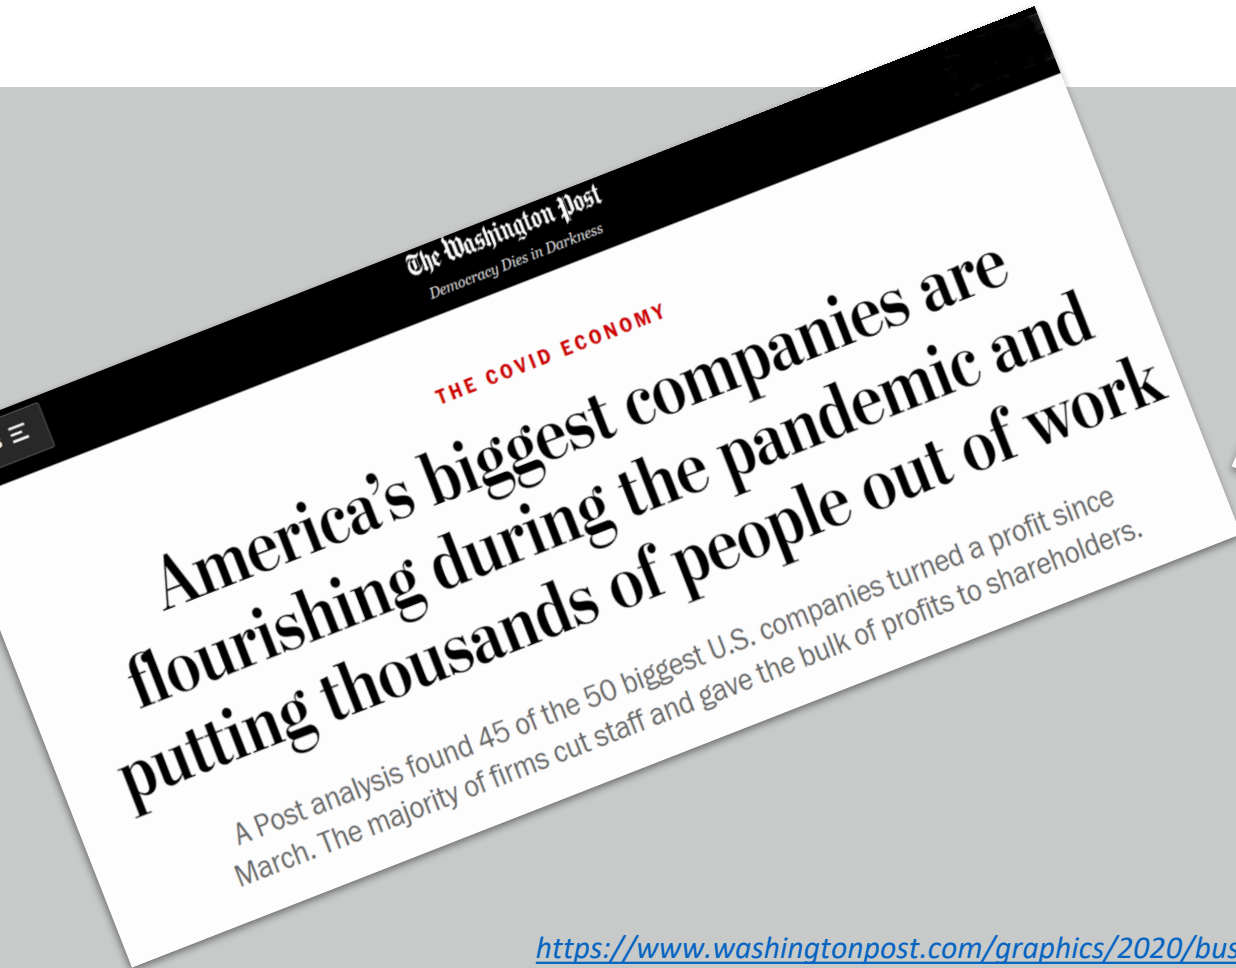 The Washington Post
Democracy Dies in Darkness
THE COVID ECONOMY
America’s biggest companies are
flourishing during the pandemic and
putting thousands of people out of work
A Post analysis found 45 of the 50 biggest U.S. companies turned a profit since
March. The majority of firms cut staff and gave the bulk of profits to shareholders.
https://www.washingtonpost.com/graphics/2020/bus